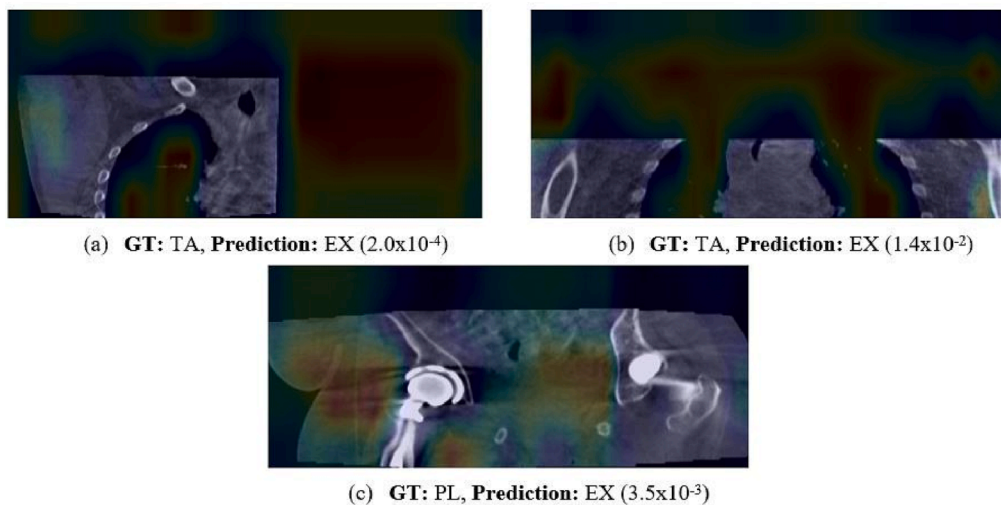 (a) GT: TA, Prediction: EX (2.0x10⁻⁴)
(b) GT: TA, Prediction: EX (1.4x10⁻²)
(c) GT: PL, Prediction: EX (3.5x10⁻³)